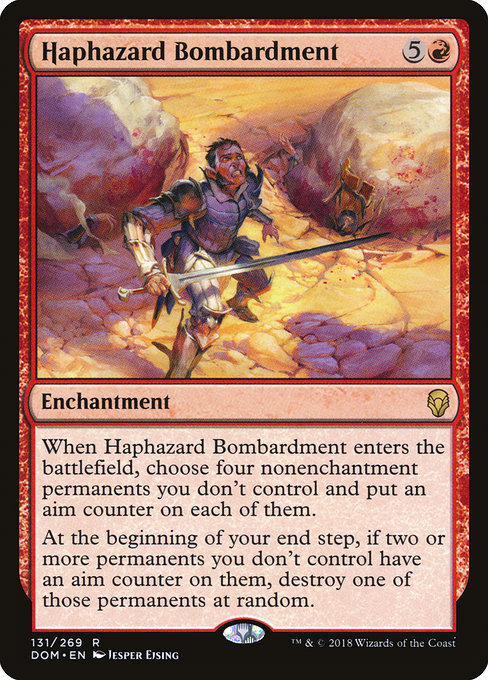 Haphazard Bombardment 5
Enchantment
When Haphazard Bombardment enters the
battlefield, choose four nonenchantment
permanents you don't control and put an
aim counter on each of them.
At the beginning of your end step, if two
or more permanents you don't control have
an aim counter on them, destroy one of
those permanents at random.
131/269 R
™ & © 2018 Wizards of the Coast
DOM • EN Jesper Ejsing